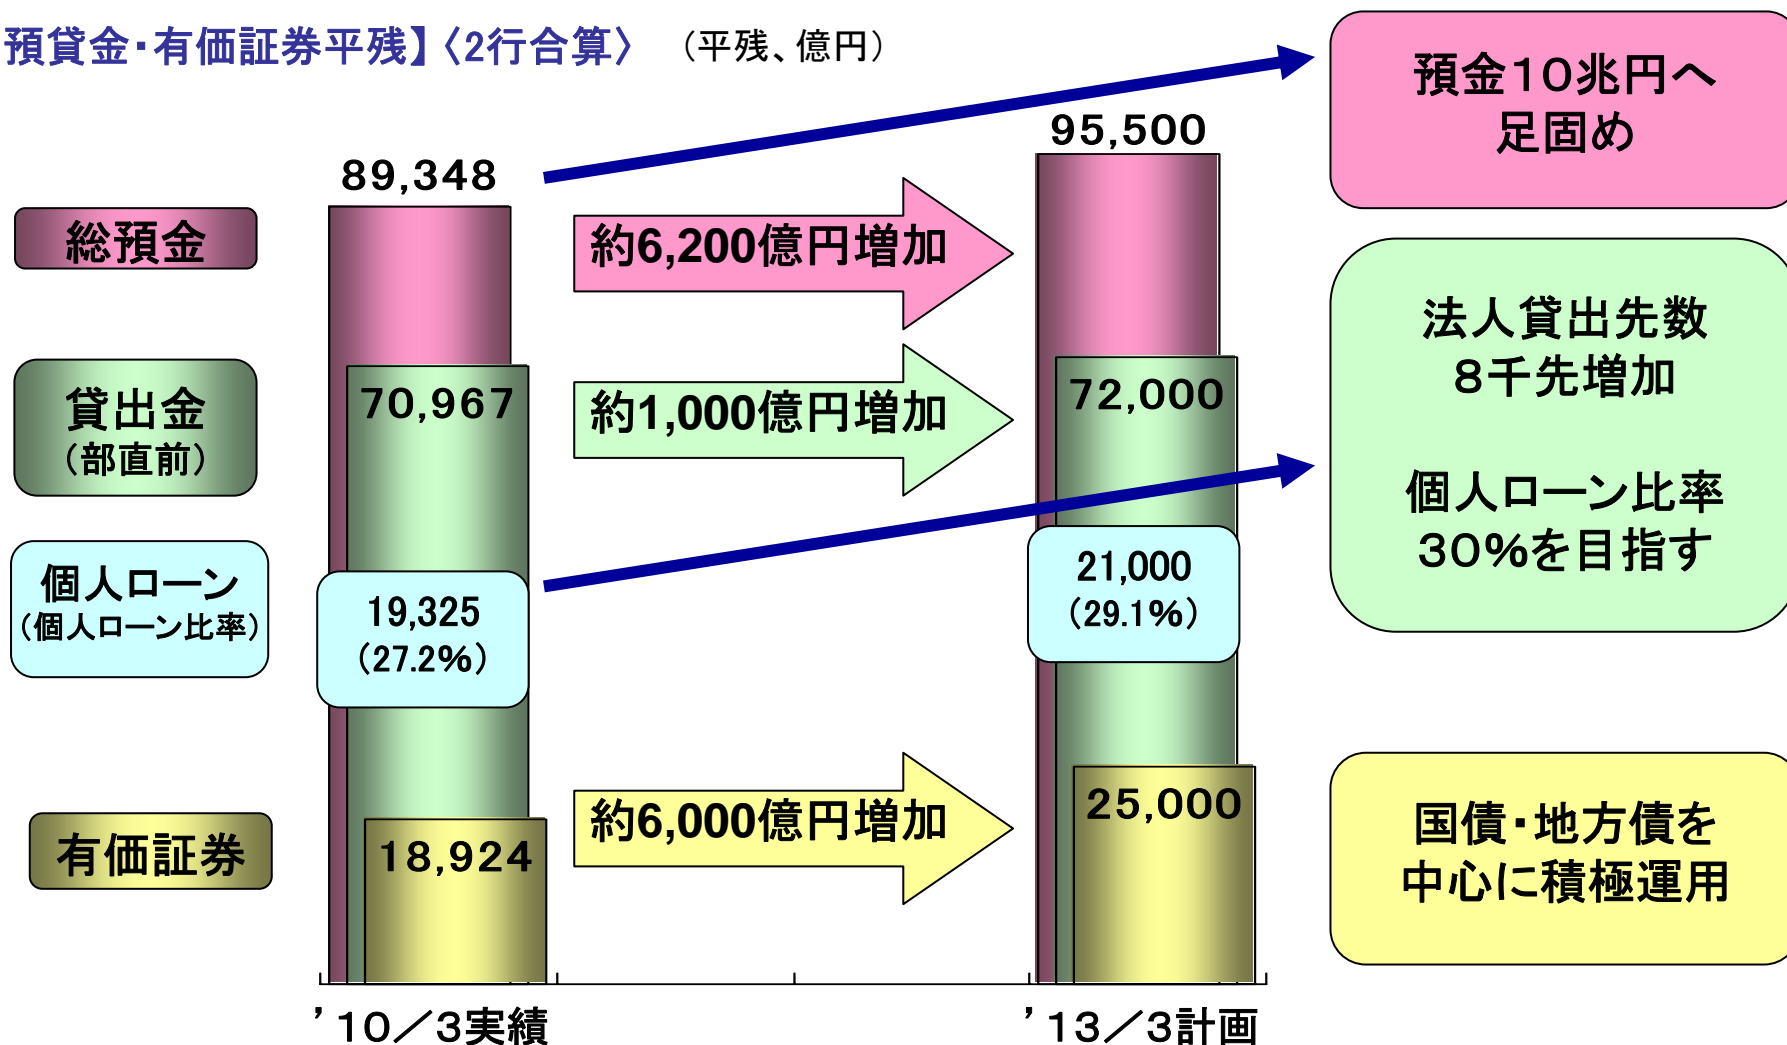 預貸金・有価証券平残】〈2行合算〉 （平残、億円）
預金１０兆円へ
足固め
89,348
95,500
総預金
約6,200億円増加
法人貸出先数
８千先増加
個人ローン比率
３０％を目指す
貸出金
（部直前）
70,967
約1,000億円増加
72,000
個人ローン
（個人ローン比率）
19,325
（27.2%）
21,000
（29.1%）
有価証券
18,924
約6,000億円増加
25,000
国債・地方債を
中心に積極運用
’１０／３実績
’１３／３計画